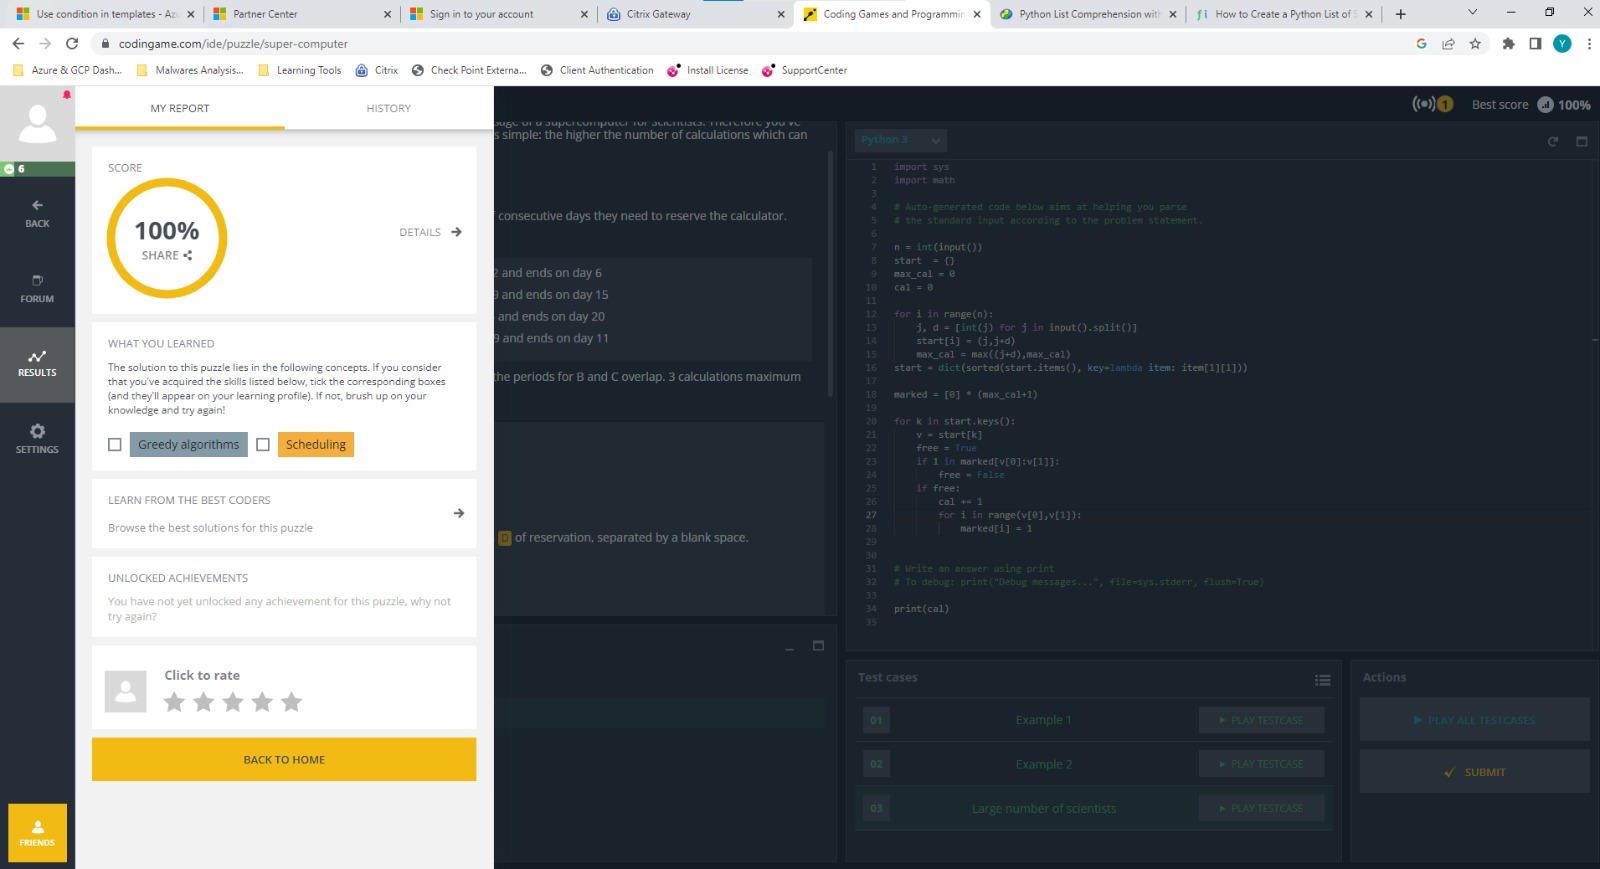 Use condition in templates - Azu
Partner Center
Sign in to your account
Citrix Gateway
Coding Games and Programmin
Python List Comprehension with
How to Create a Python List of S
codingame.com/ide/puzzle/super-computer
Y
Azure & GCP Dash...
Malwares Analysis...
Learning Tools
Citrix
Check Point Externa...
Client Authentication
Install License
SupportCenter
6
BACK
FORUM
RESULTS
SETTINGS
FRIENDS
MY REPORT
HISTORY
SCORE
100%
SHARE
DETAILS
WHAT YOU LEARNED
The solution to this puzzle lies in the following concepts. If you consider
that you've acquired the skills listed below, tick the corresponding boxes
(and they'll appear on your learning profile). If not, brush up on your
knowledge and try again!
Greedy algorithms
Scheduling
LEARN FROM THE BEST CODERS
Browse the best solutions for this puzzle
UNLOCKED ACHIEVEMENTS
You have not yet unlocked any achievement for this puzzle, why not
try again?
Click to rate
BACK TO HOME
sage of a supercomputer for scientists. Therefore you've
s simple: the higher the number of calculations which can
consecutive days they need to reserve the calculator.
2 and ends on day 6
9 and ends on day 15
and ends on day 20
9 and ends on day 11
the periods for B and C overlap. 3 calculations maximum
D of reservation, separated by a blank space.
1
Best score 100%
Python 3
1 import sys
2 import math
3
4 # Auto-generated code below aims at helping you parse
5 # the standard input according to the problem statement.
6
7 n = int(input())
8 start  = {}
9 max_cal = 0
10 cal = 0
11
12 for i in range(n):
13     j, d = [int(j) for j in input().split()]
14     start[i] = (j,j+d)
15     max_cal = max((j+d),max_cal)
16 start = dict(sorted(start.items(), key=lambda item: item[1][1]))
17
18 marked = [0] * (max_cal+1)
19
20 for k in start.keys():
21     v = start[k]
22     free = True
23     if 1 in marked[v[0]:v[1]]:
24         free = False
25     if free:
26         cal += 1
27         for i in range(v[0],v[1]):
28             marked[i] = 1
29
30
31 # Write an answer using print
32 # To debug: print("Debug messages...", file=sys.stderr, flush=True)
33
34 print(cal)
35
Test cases
01 Example 1 PLAY TESTCASE
02 Example 2 PLAY TESTCASE
03 Large number of scientists PLAY TESTCASE
Actions
PLAY ALL TESTCASES
SUBMIT